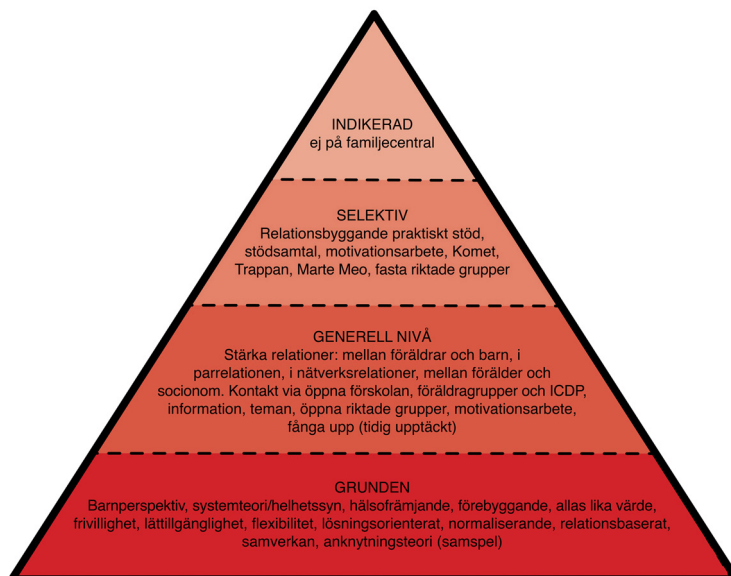 INDIKERAD
ej på familjecentral
SELEKTIV
Relationsbyggande praktiskt stöd,
stödsamtal, motivationsarbete, Komet,
Trappan, Marte Meo, fasta riktade grupper
GENERELL NIVÅ
Stärka relationer: mellan föräldrar och barn, i
parrelationen, i nätverksrelationer, mellan förälder och
socionom. Kontakt via öppna förskolan, föräldragrupper och ICDP,
information, teman, öppna riktade grupper, motivationsarbete,
fånga upp (tidig upptäckt)
GRUNDEN
Barnperspektiv, systemteori/helhetssyn, hälsofrämjande, förebyggande, allas lika värde,
frivillighet, lättillgänglighet, flexibilitet, lösningsorienterat, normaliserande, relationsbaserat,
samverkan, anknytningsteori (samspel)